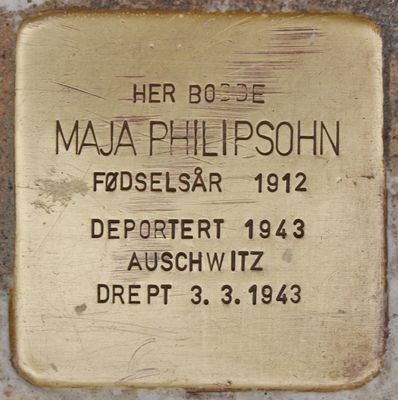 HER BODDE
MAJA PHILIPSOHN
FØDSELSÅR 1912
DEPORTERT 1943
AUSCHWITZ
DREPT 3.3.1943